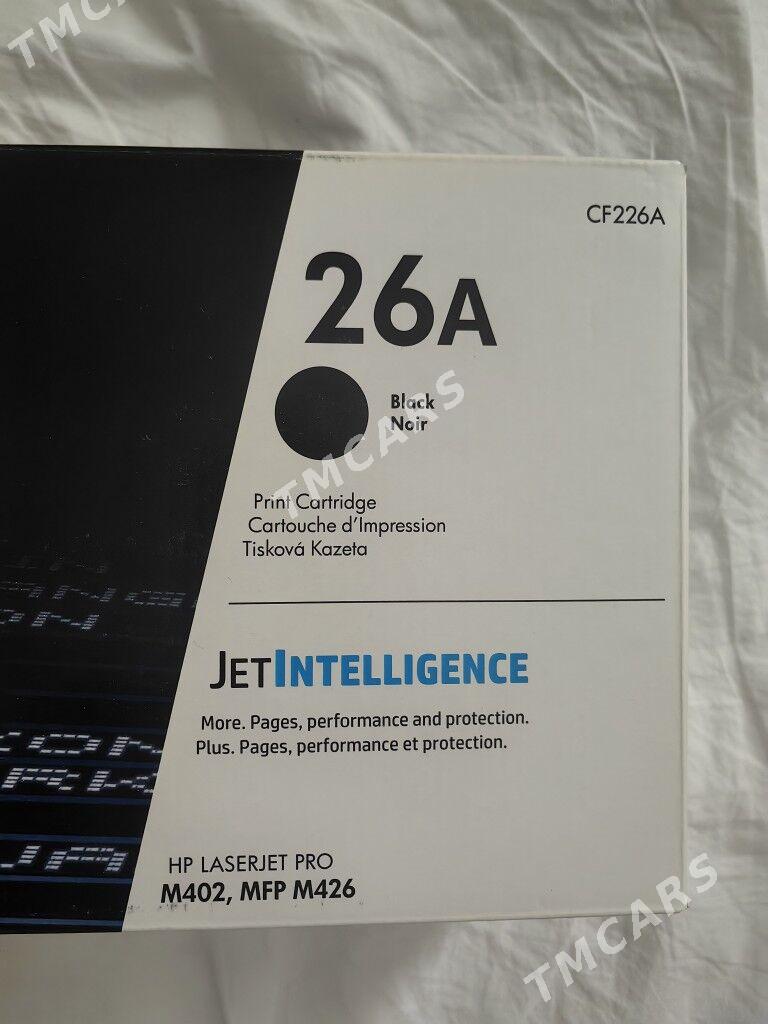 TMCARS
CF226A
26A
Black
Noir
TMCARS
Print Cartridge
Cartouche d'Impression
Tisková Kazeta
JETINTELLIGENCE
More. Pages, performance and protection.
Plus. Pages, performance et protection.
HP LASERJET PRO
M402, MFP M426
TMCARS